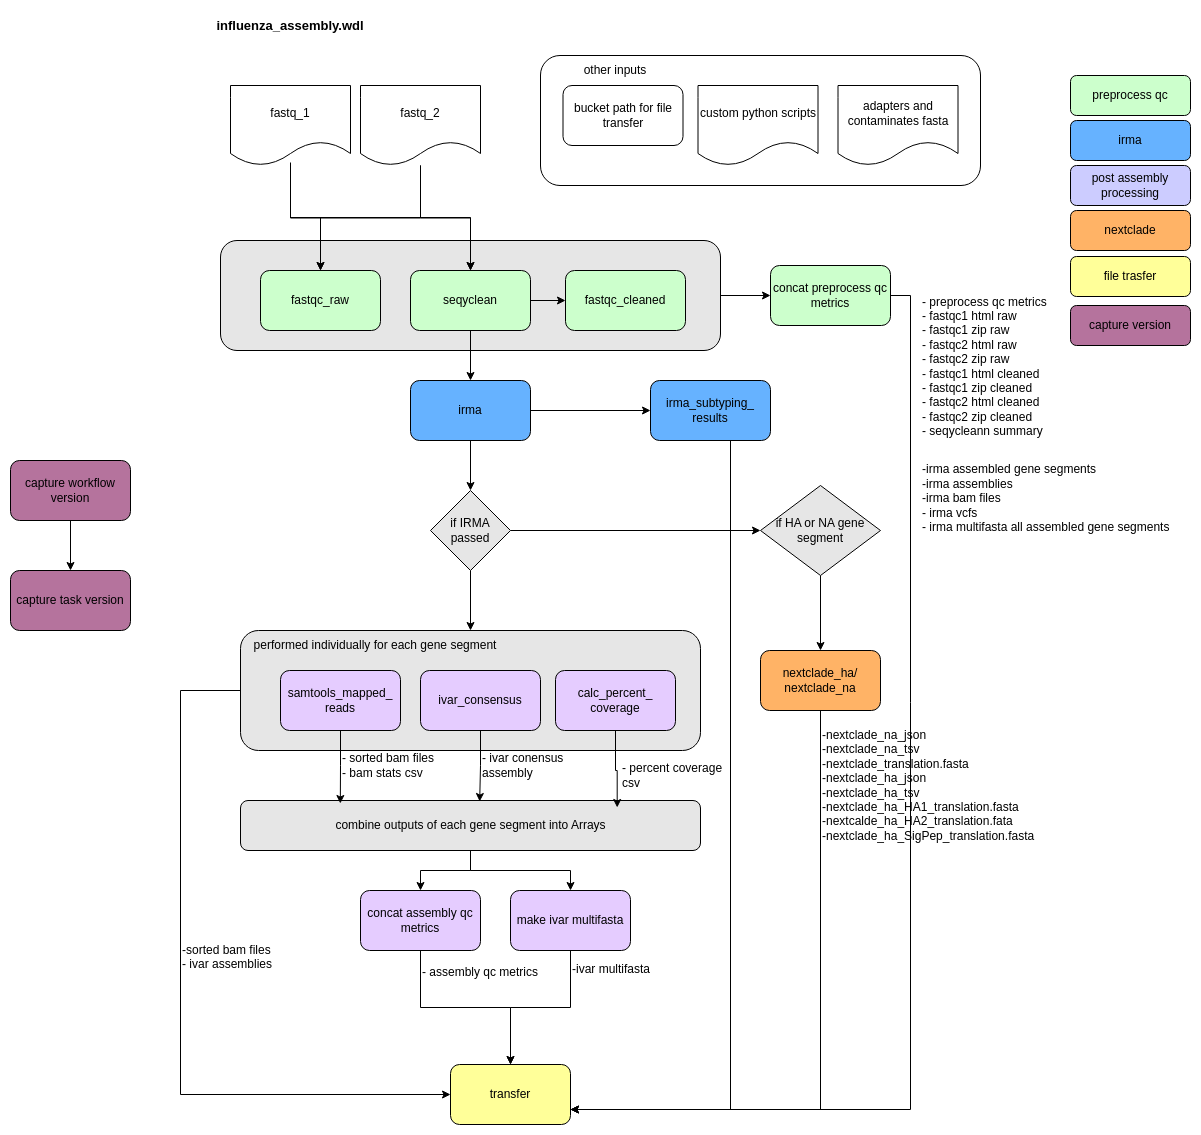 influenza_assembly.wdl
other inputs
fastq_1
fastq_2
bucket path for file
transfer
custom python scripts
adapters and
contaminates fasta
preprocess qc
irma
post assembly
processing
nextclade
file trasfer
capture version
fastqc_raw
seqyclean
fastqc_cleaned
concat preprocess qc
metrics
- preprocess qc metrics
- fastqc1 html raw
- fastqc1 zip raw
- fastqc2 html raw
- fastqc2 zip raw
- fastqc1 html cleaned
- fastqc1 zip cleaned
- fastqc2 html cleaned
- fastqc2 zip cleaned
- seqycleann summary
irma
irma_subtyping_
results
-irma assembled gene segments
-irma assemblies
-irma bam files
- irma vcfs
- irma multifasta all assembled gene segments
capture workflow
version
capture task version
if IRMA
passed
if HA or NA gene
segment
performed individually for each gene segment
samtools_mapped_
reads
ivar_consensus
calc_percent_
coverage
nextclade_ha/
nextclade_na
- sorted bam files
- bam stats csv
- ivar conensus
assembly
- percent coverage
csv
-nextclade_na_json
-nextclade_na_tsv
-nextclade_translation.fasta
-nextclade_ha_json
-nextclade_ha_tsv
-nextclade_ha_HA1_translation.fasta
-nextcalde_ha_HA2_translation.fata
-nextclade_ha_SigPep_translation.fasta
combine outputs of each gene segment into Arrays
concat assembly qc
metrics
make ivar multifasta
-sorted bam files
- ivar assemblies
- assembly qc metrics
-ivar multifasta
transfer